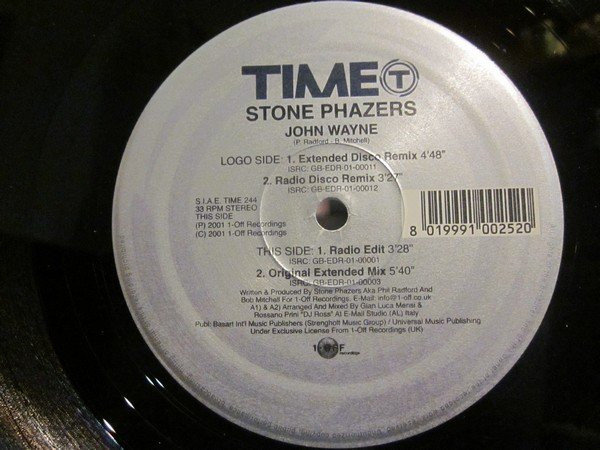 TIME T
STONE PHAZERS
JOHN WAYNE
(P. Radford - B. Mitchell)
LOGO SIDE: 1. Extended Disco Remix 4'48"
ISRC: GB-EDR-01-00011
2. Radio Disco Remix 3'27"
ISRC: GB-EDR-01-00012
S.I.A.E. TIME 244
33 RPM STEREO
THIS SIDE
(P) 2001 1-Off Recordings
(C) 2001 1-Off Recordings
8 019991 002520
THIS SIDE: 1. Radio Edit 3'28"
ISRC: GB-EDR-01-00001
2. Original Extended Mix 5'40"
ISRC: GB-EDR-01-00003
Written & Produced By Stone Phazers Aka Phil Radford And
Bob Mitchell For 1-Off Recordings. E-Mail: info@1-off.co.uk
A1) & A2) Arranged And Mixed By Gian Luca Mensi &
Rossano Prini "DJ Ross" At E-Mail Studio (AL) Italy
Publ: Basart Int'l Music Publishers (Strengholt Music Group) / Universal Music Publishing
Under Exclusive License From 1-Off Recordings (UK)
recordings